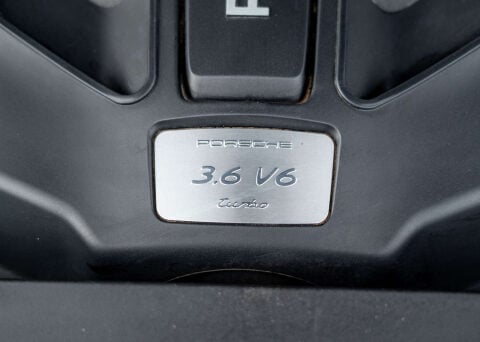 P
PORSCHE
3.6 V6
turbo